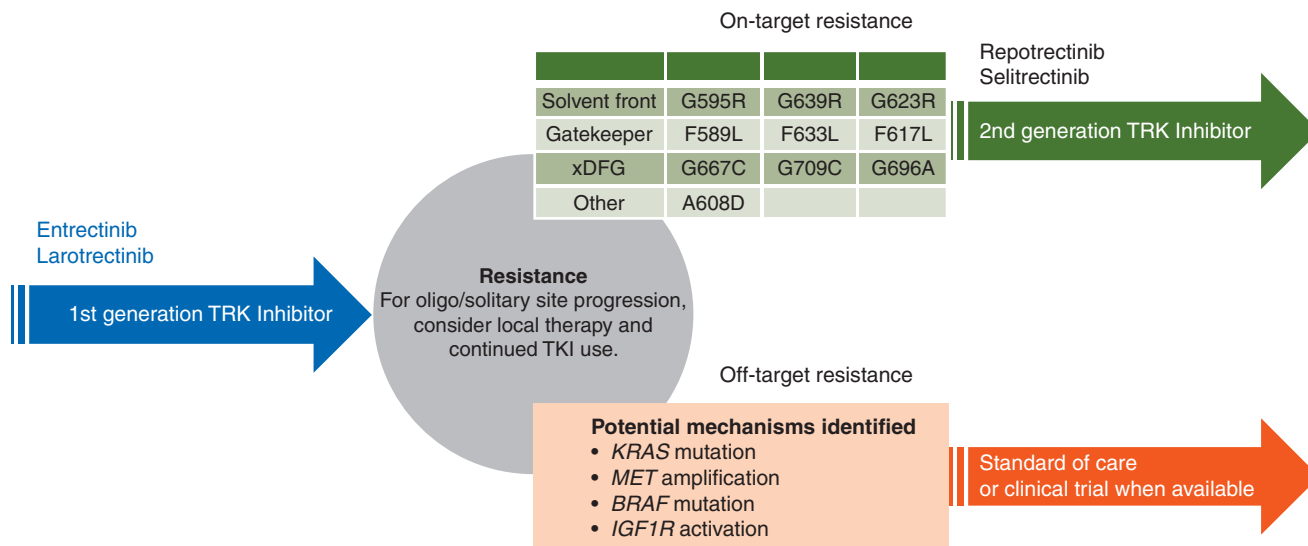 On-target resistance
Solvent front G595R G639R G623R
Gatekeeper F589L F633L F617L
xDFG G667C G709C G696A
Other A608D
Repotrectinib
Selitrectinib
2nd generation TRK Inhibitor
Entrectinib
Larotrectinib
1st generation TRK Inhibitor
Resistance
For oligo/solitary site progression,
consider local therapy and
continued TKI use.
Off-target resistance
Potential mechanisms identified
• KRAS mutation
• MET amplification
• BRAF mutation
• IGF1R activation
Standard of care
or clinical trial when available